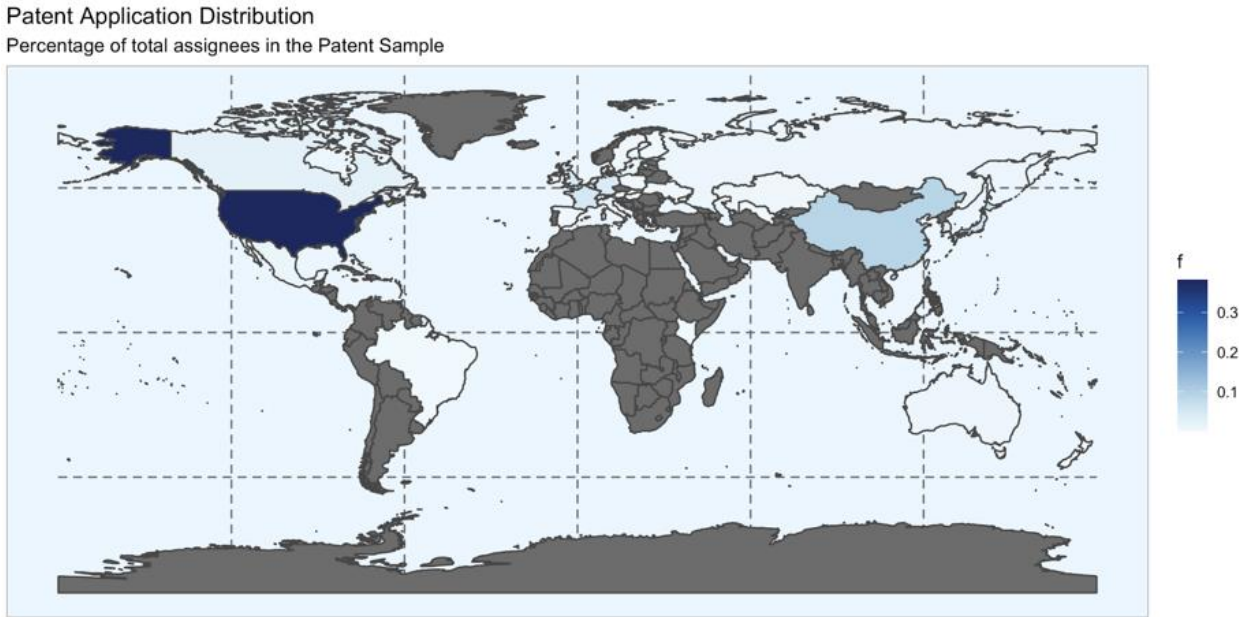 Patent Application Distribution
Percentage of total assignees in the Patent Sample
f
0.3
0.2
0.1